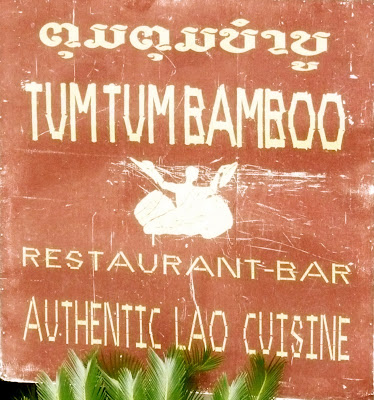 ຕຸມຕຸມບຳບູ
TUM TUM BAMBOO
RESTAURANT-BAR
AUTHENTIC LAO CUISINE